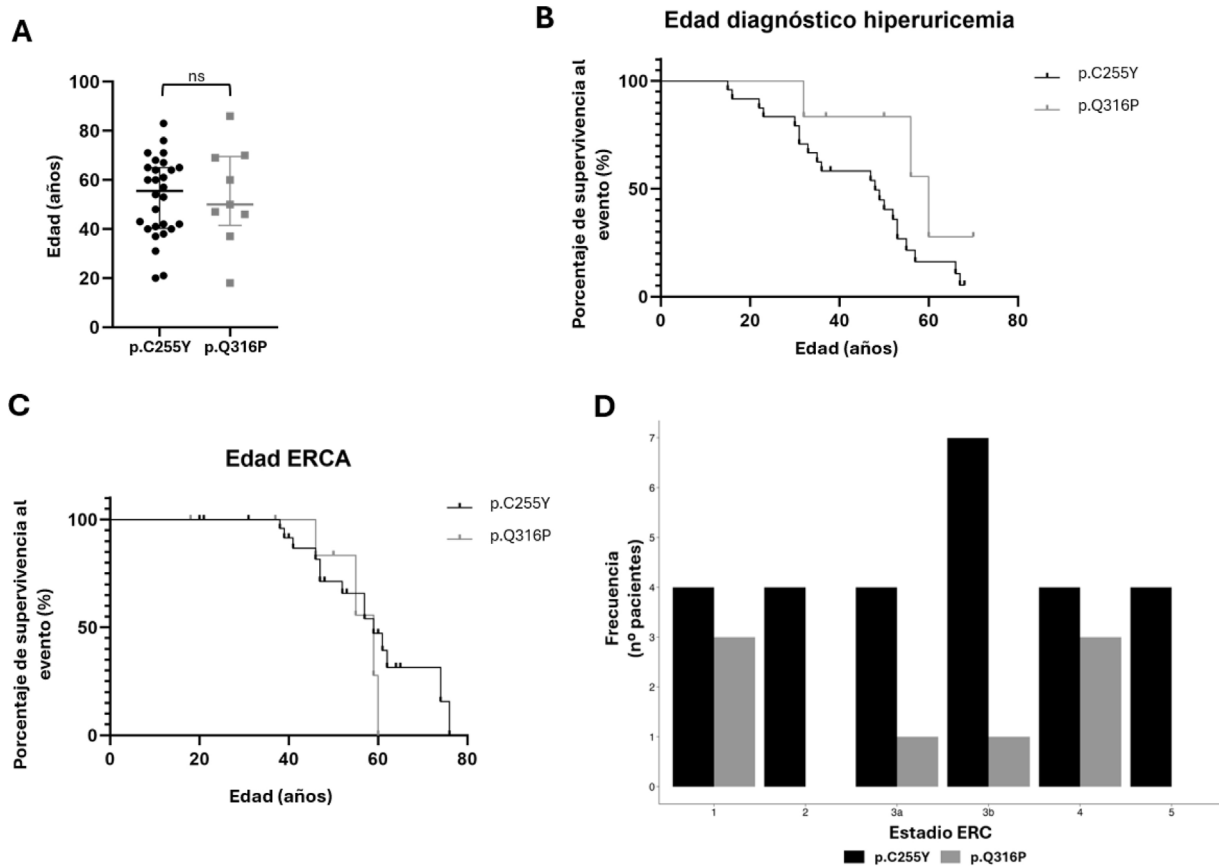 A
ns
100
80
60
40
20
0
Edad (años)
p.C255Y
p.Q316P
B
Edad diagnóstico hiperuricemia
Porcentaje de supervivencia al
evento (%)
100
50
0
0
20
40
60
80
Edad (años)
p.C255Y
p.Q316P
C
Edad ERCA
Porcentaje de supervivencia al
evento (%)
100
50
0
0
20
40
60
80
Edad (años)
p.C255Y
p.Q316P
D
Frecuencia
(nº pacientes)
7
6
5
4
3
2
1
0
1
2
3a
3b
4
5
Estadio ERC
p.C255Y
p.Q316P